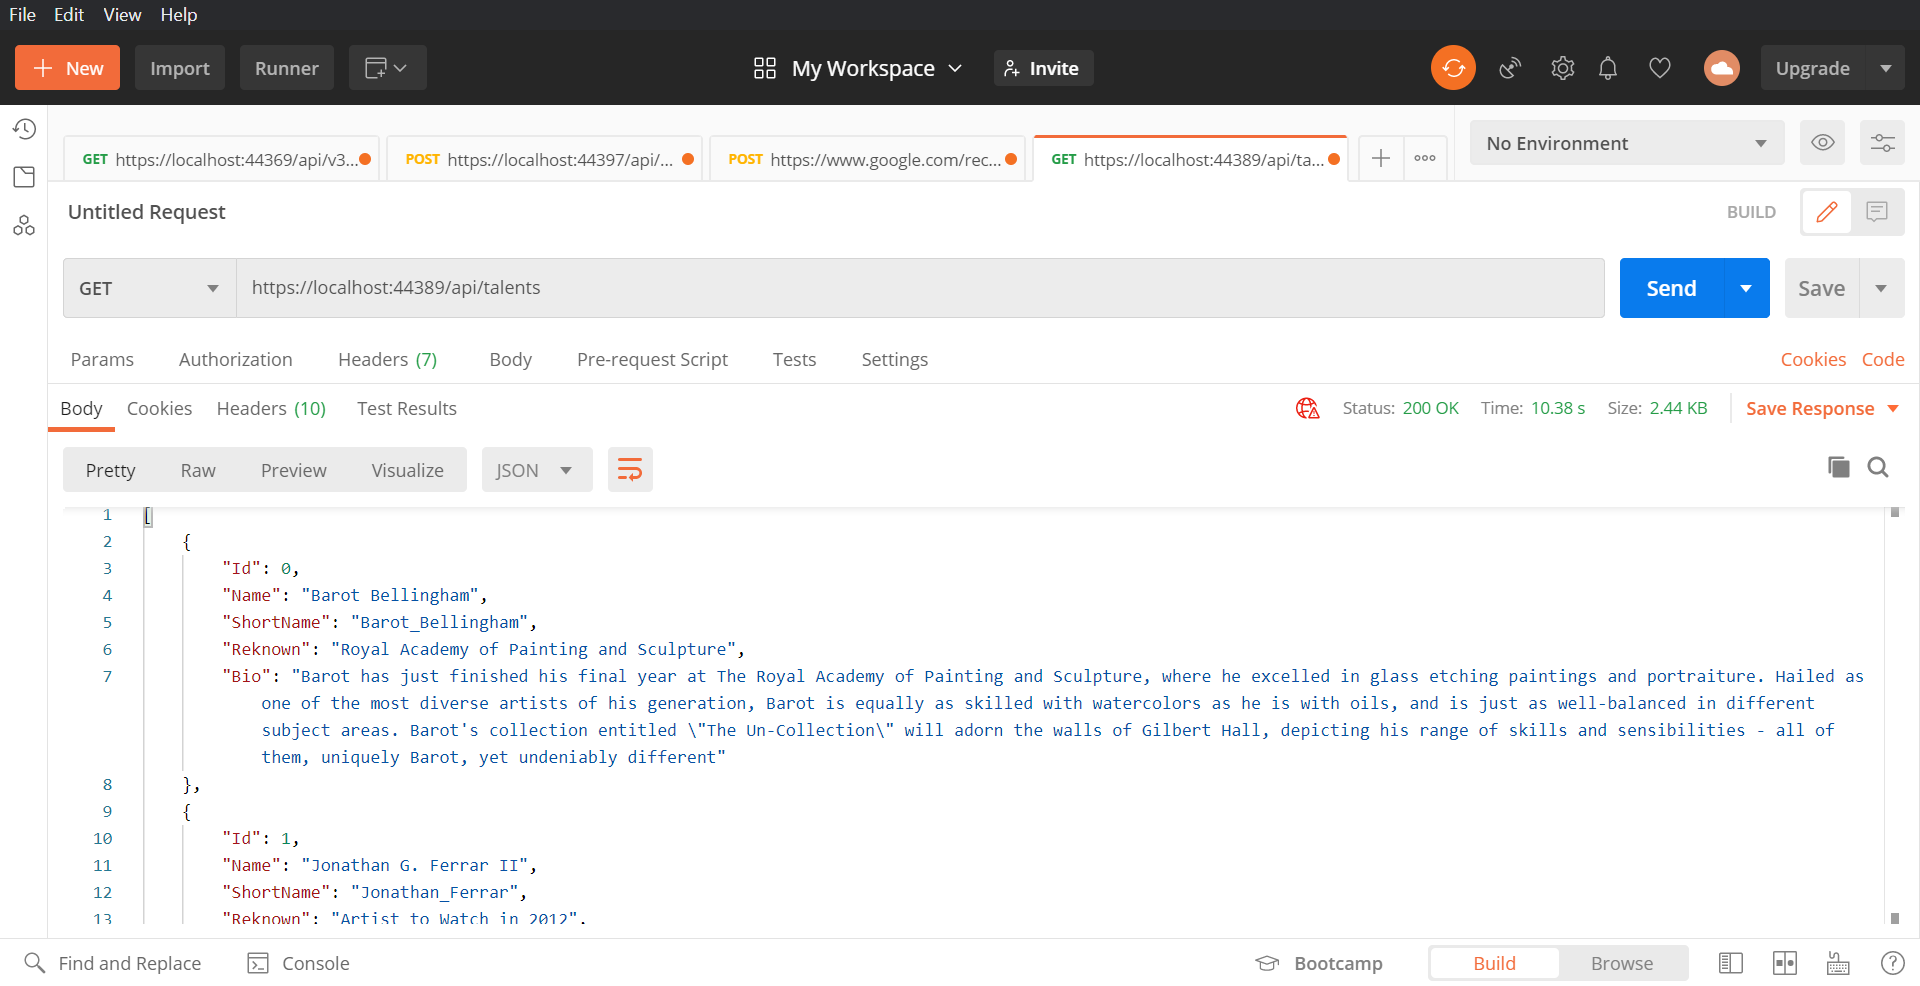 File Edit View Help
New Import Runner My Workspace Invite Upgrade
GET https://localhost:44369/api/v3... POST https://localhost:44397/api/... POST https://www.google.com/rec... GET https://localhost:44389/api/ta... No Environment
Untitled Request BUILD
GET https://localhost:44389/api/talents Send Save
Params Authorization Headers (7) Body Pre-request Script Tests Settings Cookies Code
Body Cookies Headers (10) Test Results Status: 200 OK Time: 10.38 s Size: 2.44 KB Save Response
Pretty Raw Preview Visualize JSON
1 [
2 {
3 "Id": 0,
4 "Name": "Barot Bellingham",
5 "ShortName": "Barot_Bellingham",
6 "Reknown": "Royal Academy of Painting and Sculpture",
7 "Bio": "Barot has just finished his final year at The Royal Academy of Painting and Sculpture, where he excelled in glass etching paintings and portraiture. Hailed as
one of the most diverse artists of his generation, Barot is equally as skilled with watercolors as he is with oils, and is just as well-balanced in different
subject areas. Barot's collection entitled \"The Un-Collection\" will adorn the walls of Gilbert Hall, depicting his range of skills and sensibilities - all of
them, uniquely Barot, yet undeniably different"
8 },
9 {
10 "Id": 1,
11 "Name": "Jonathan G. Ferrar II",
12 "ShortName": "Jonathan_Ferrar",
13 "Reknown": "Artist to Watch in 2012",
Find and Replace Console Bootcamp Build Browse